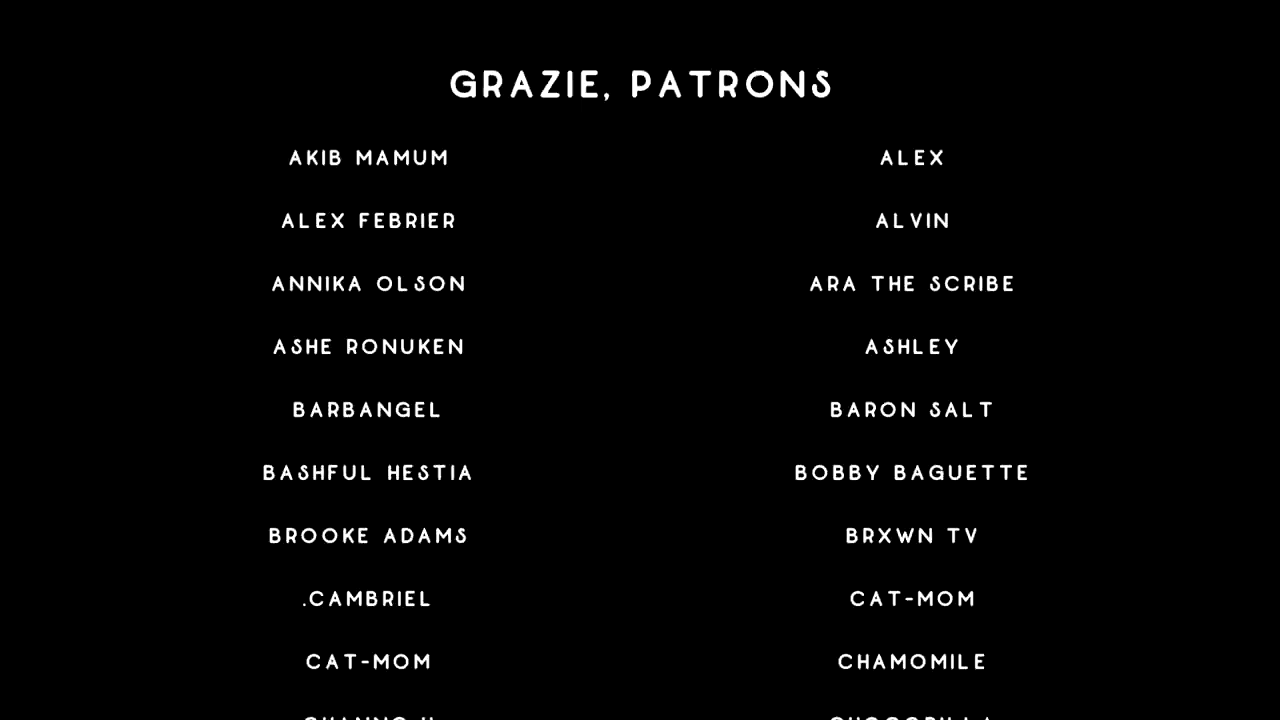 GRAZIE, PATRONS
AKIB MAMUM
ALEX
ALEX FEBRIER
ALVIN
ANNIKA OLSON
ARA THE SCRIBE
ASHE RONUKEN
ASHLEY
BARBANGEL
BARON SALT
BASHFUL HESTIA
BOBBY BAGUETTE
BROOKE ADAMS
BRXWN TV
.CAMBRIEL
CAT-MOM
CAT-MOM
CHAMOMILE